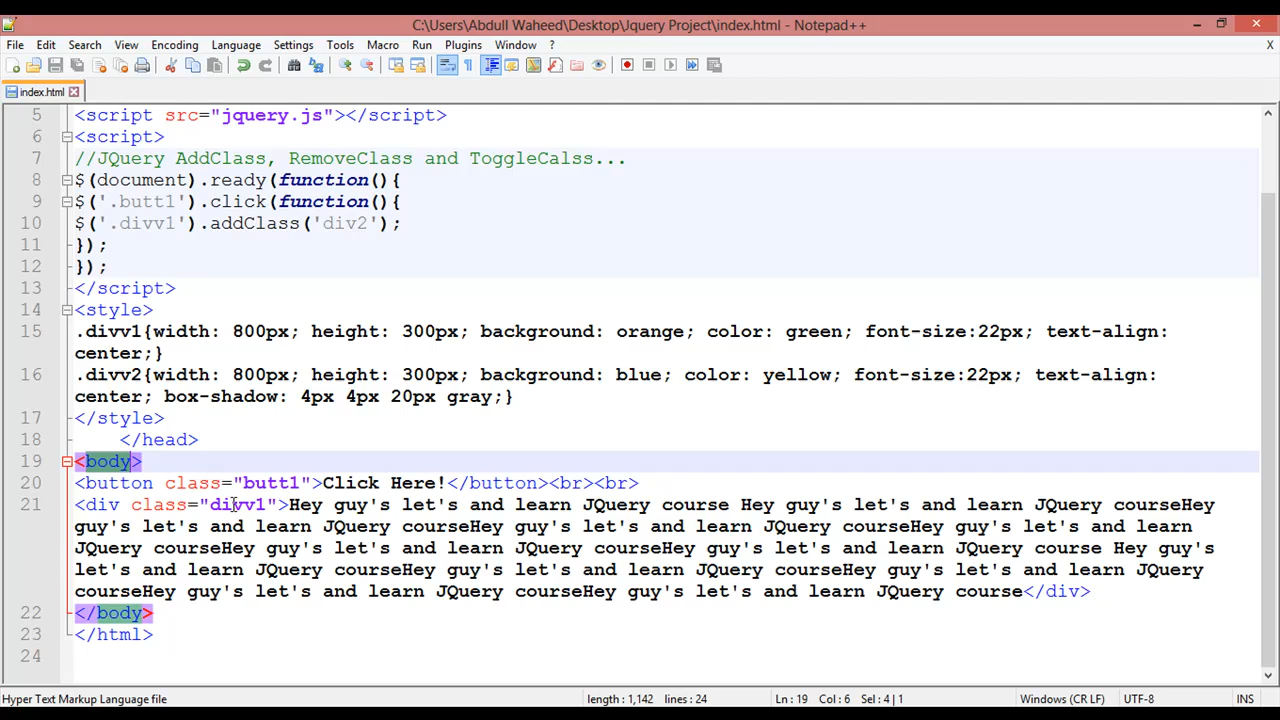 C:\Users\Abdull Waheed\Desktop\Jquery Project\index.html - Notepad++
File Edit Search View Encoding Language Settings Tools Macro Run Plugins Window ? X
index.html
5 <script src="jquery.js"></script>
6 <script>
7 //JQuery AddClass, RemoveClass and ToggleCalss...
8 $(document).ready(function(){
9 $('.butt1').click(function(){
10 $('.divv1').addClass('div2');
11 });
12 });
13 </script>
14 <style>
15 .divv1{width: 800px; height: 300px; background: orange; color: green; font-size:22px; text-align:
center;}
16 .divv2{width: 800px; height: 300px; background: blue; color: yellow; font-size:22px; text-align:
center; box-shadow: 4px 4px 20px gray;}
17 </style>
18 </head>
19 <body>
20 <button class="butt1">Click Here!</button><br><br>
21 <div class="divv1">Hey guy's let's and learn JQuery course Hey guy's let's and learn JQuery courseHey
guy's let's and learn JQuery courseHey guy's let's and learn JQuery courseHey guy's let's and learn
JQuery courseHey guy's let's and learn JQuery courseHey guy's let's and learn JQuery course Hey guy's
let's and learn JQuery courseHey guy's let's and learn JQuery courseHey guy's let's and learn JQuery
courseHey guy's let's and learn JQuery courseHey guy's let's and learn JQuery course</div>
22 </body>
23 </html>
24
Hyper Text Markup Language file length : 1,142 lines : 24 Ln : 19 Col : 6 Sel : 4 | 1 Windows (CR LF) UTF-8 INS